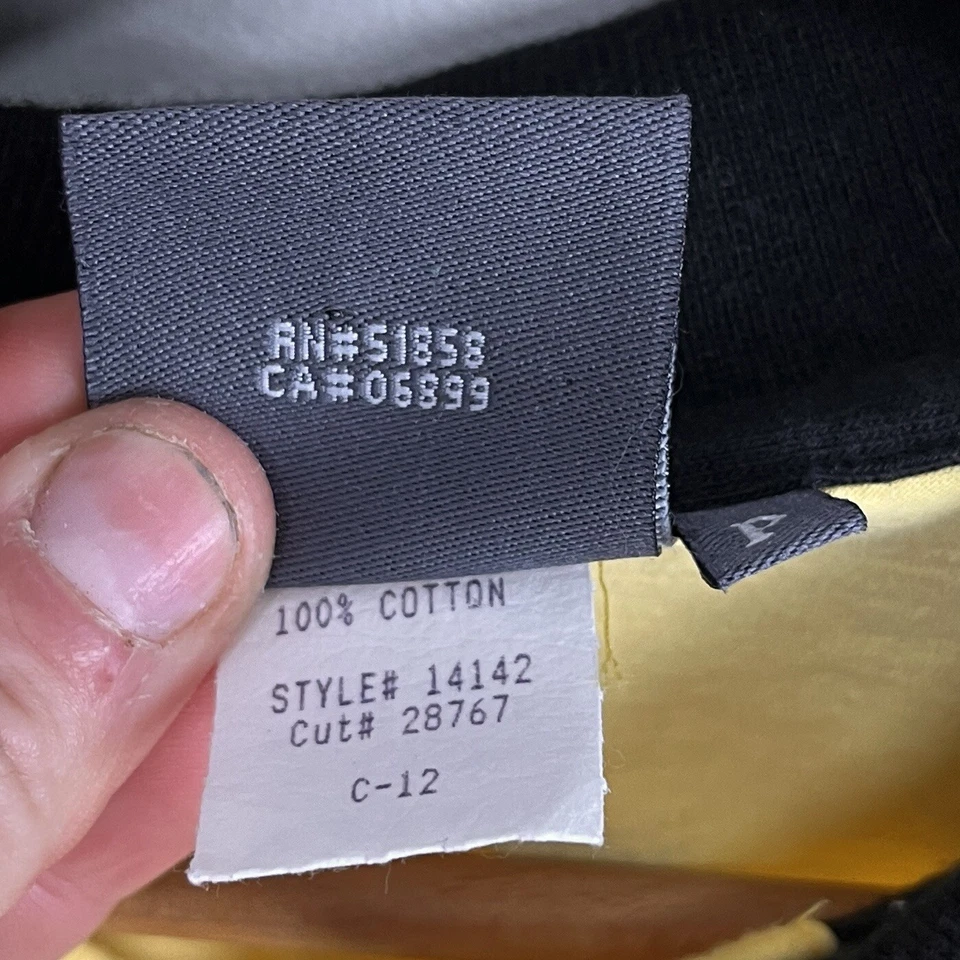 RN#51858
CA#06899
100% COTTON
STYLE# 14142
Cut# 28767
C-12